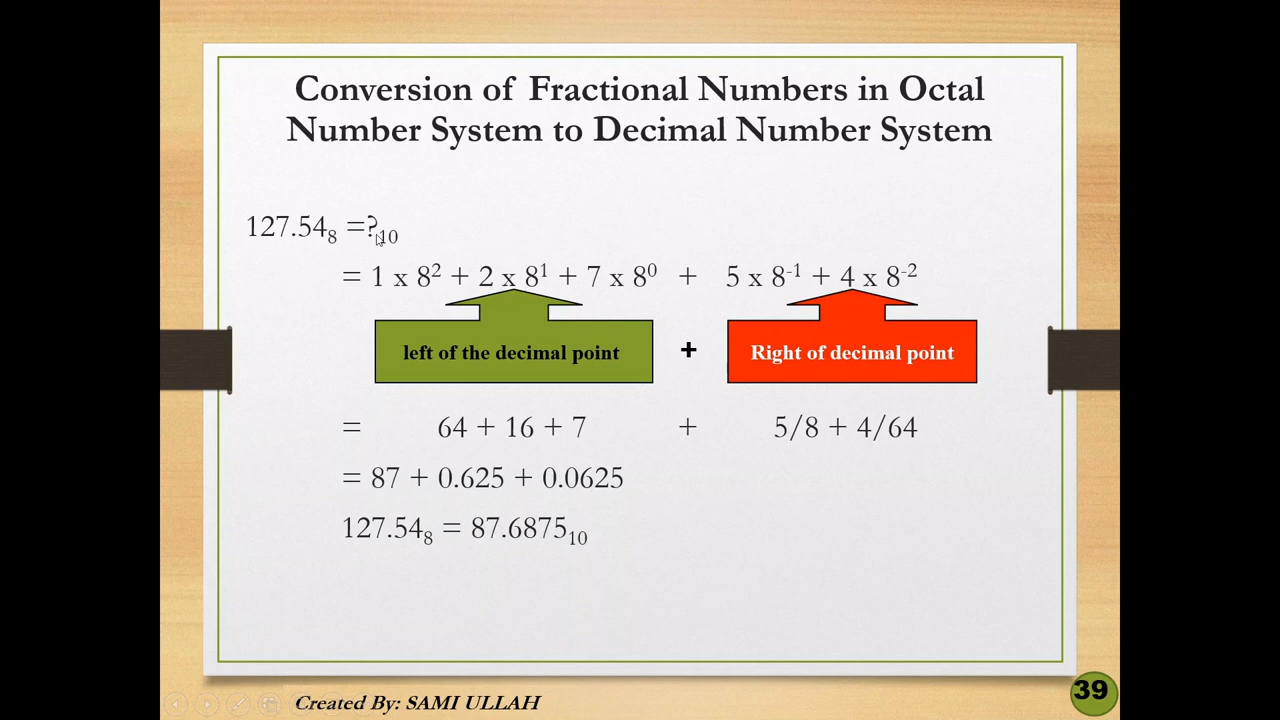 Conversion of Fractional Numbers in Octal
Number System to Decimal Number System
127.54₈ =?₁₀
= 1 x 8² + 2 x 8¹ + 7 x 8⁰ + 5 x 8⁻¹ + 4 x 8⁻²
left of the decimal point + Right of decimal point
= 64 + 16 + 7 + 5/8 + 4/64
= 87 + 0.625 + 0.0625
127.54₈ = 87.6875₁₀
Created By: SAMI ULLAH
39